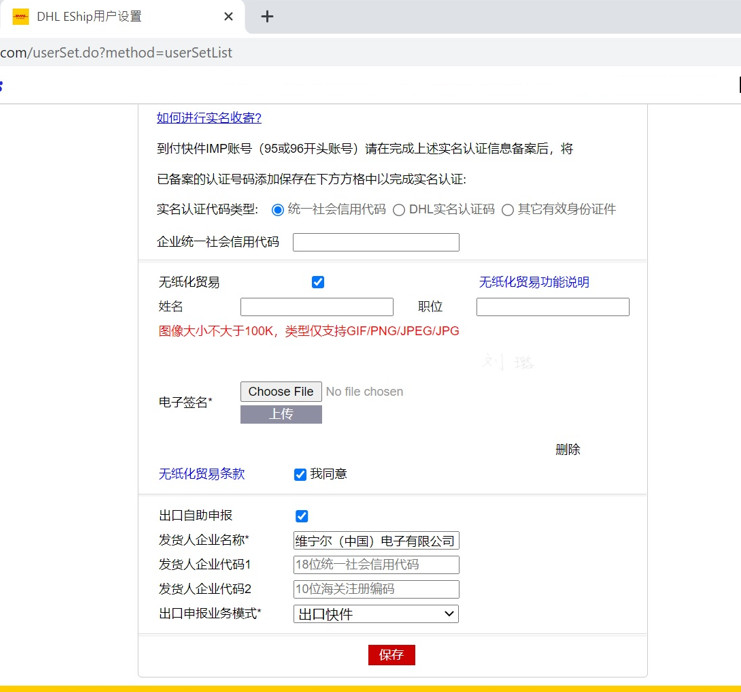 DHL EShip用户设置
com/userSet.do?method=userSetList
如何进行实名收寄?
到付快件IMP账号（95或96开头账号）请在完成上述实名认证信息备案后，将
已备案的认证号码添加保存在下方方格中以完成实名认证:
实名认证代码类型: 统一社会信用代码 DHL实名认证码 其它有效身份证件
企业统一社会信用代码
无纸化贸易 无纸化贸易功能说明
姓名 职位
图像大小不大于100K，类型仅支持GIF/PNG/JPEG/JPG
电子签名* Choose File No file chosen
上传
删除
无纸化贸易条款 我同意
出口自助申报
发货人企业名称* 维宁尔（中国）电子有限公司
发货人企业代码1 18位统一社会信用代码
发货人企业代码2 10位海关注册编码
出口申报业务模式* 出口快件
保存